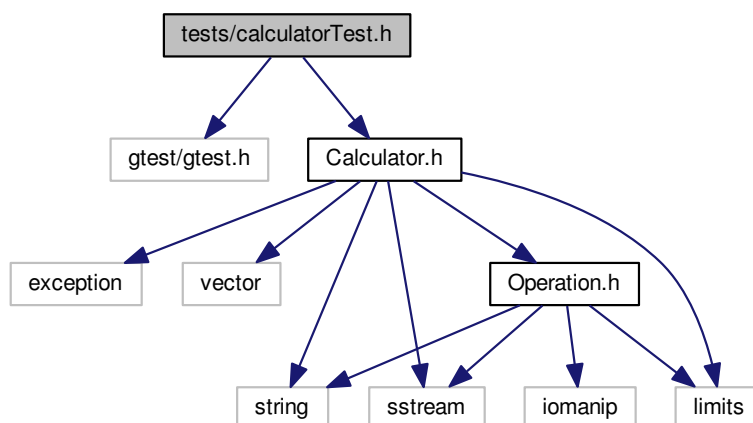 tests/calculatorTest.h
gtest/gtest.h
Calculator.h
exception
vector
Operation.h
string
sstream
iomanip
limits